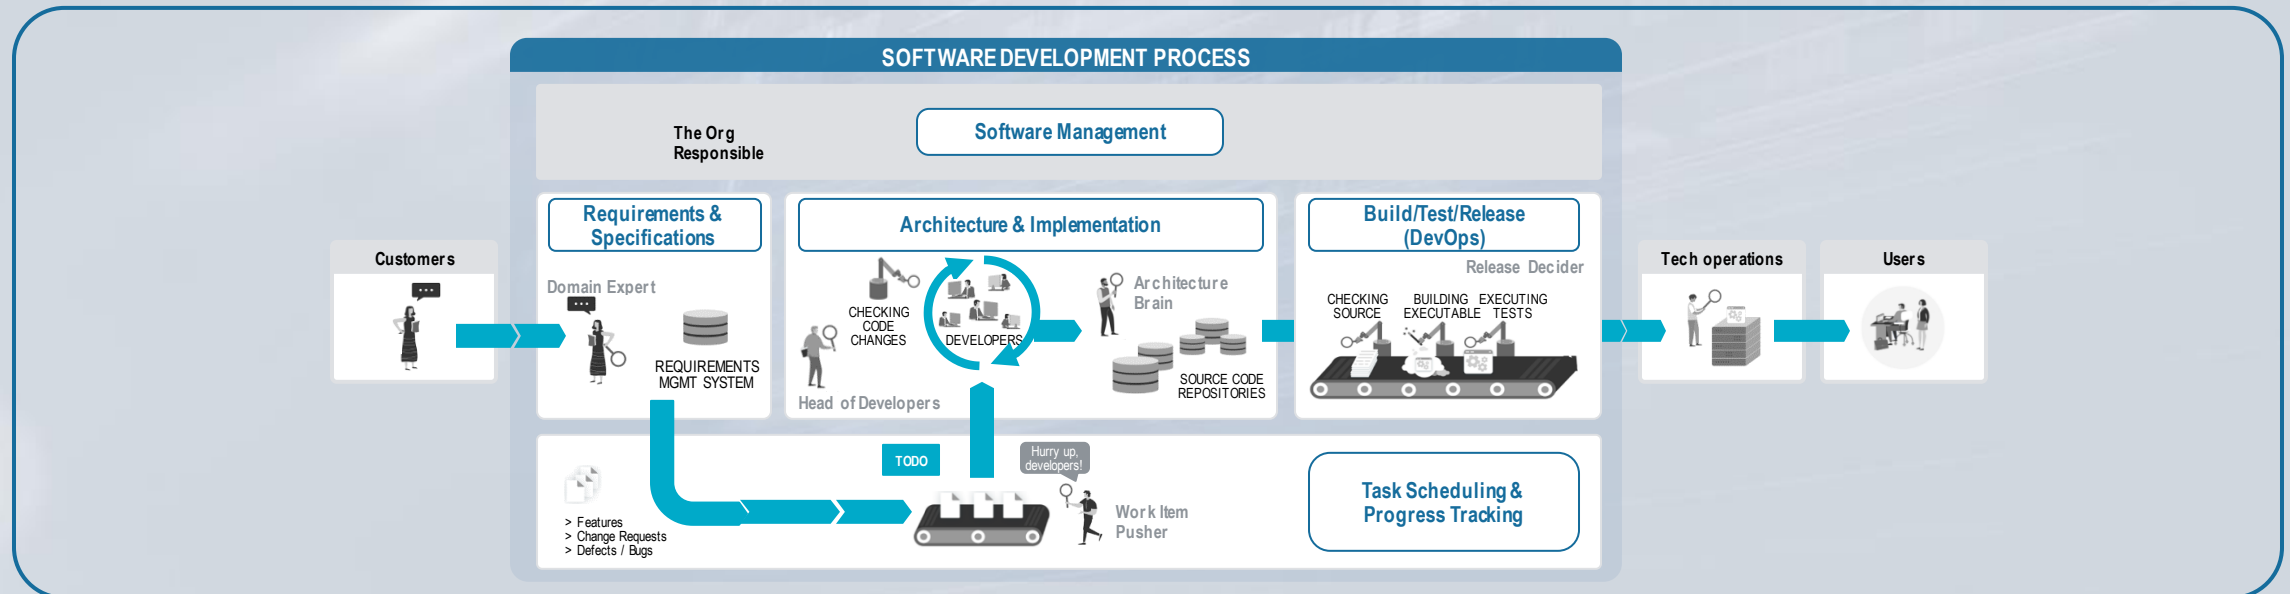 SOFTWARE DEVELOPMENT PROCESS
The Org
Responsible
Software Management
Requirements &
Specifications
Architecture & Implementation
Build/Test/Release
(DevOps)
Customers
Domain Expert
REQUIREMENTS
MGMT SYSTEM
CHECKING
CODE
CHANGES
DEVELOPERS
Head of Developers
Architecture
Brain
SOURCE CODE
REPOSITORIES
Release Decider
CHECKING
SOURCE
BUILDING
EXECUTABLE
EXECUTING
TESTS
Tech operations
Users
> Features
> Change Requests
> Defects / Bugs
TODO
Hurry up,
developers!
Work Item
Pusher
Task Scheduling &
Progress Tracking